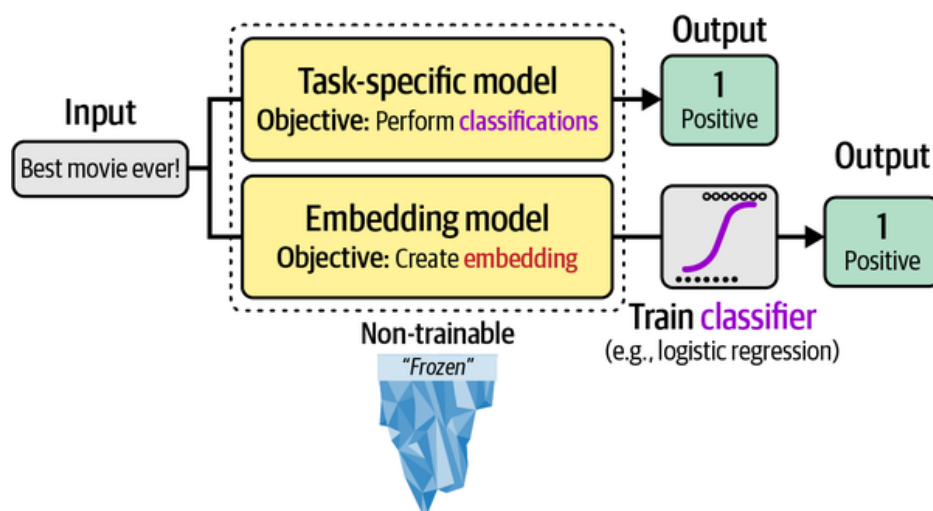 Input
Best movie ever!
Task-specific model
Objective: Perform classifications
Output
1
Positive
Embedding model
Objective: Create embedding
Train classifier
(e.g., logistic regression)
Output
1
Positive
Non-trainable
"Frozen"